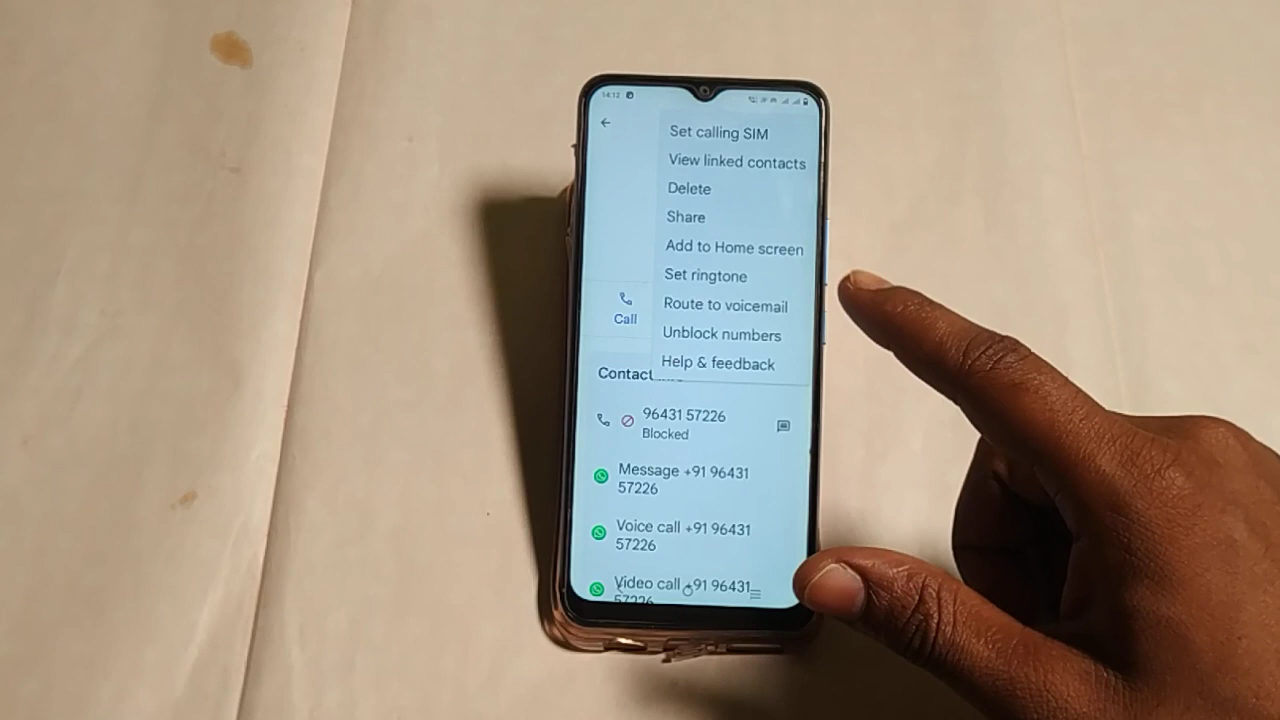 14:12
Set calling SIM
View linked contacts
Delete
Share
Add to Home screen
Set ringtone
Route to voicemail
Unblock numbers
Help & feedback
Call
Contact
96431 57226
Blocked
Message +91 96431
57226
Voice call +91 96431
57226
Video call +91 96431
57226